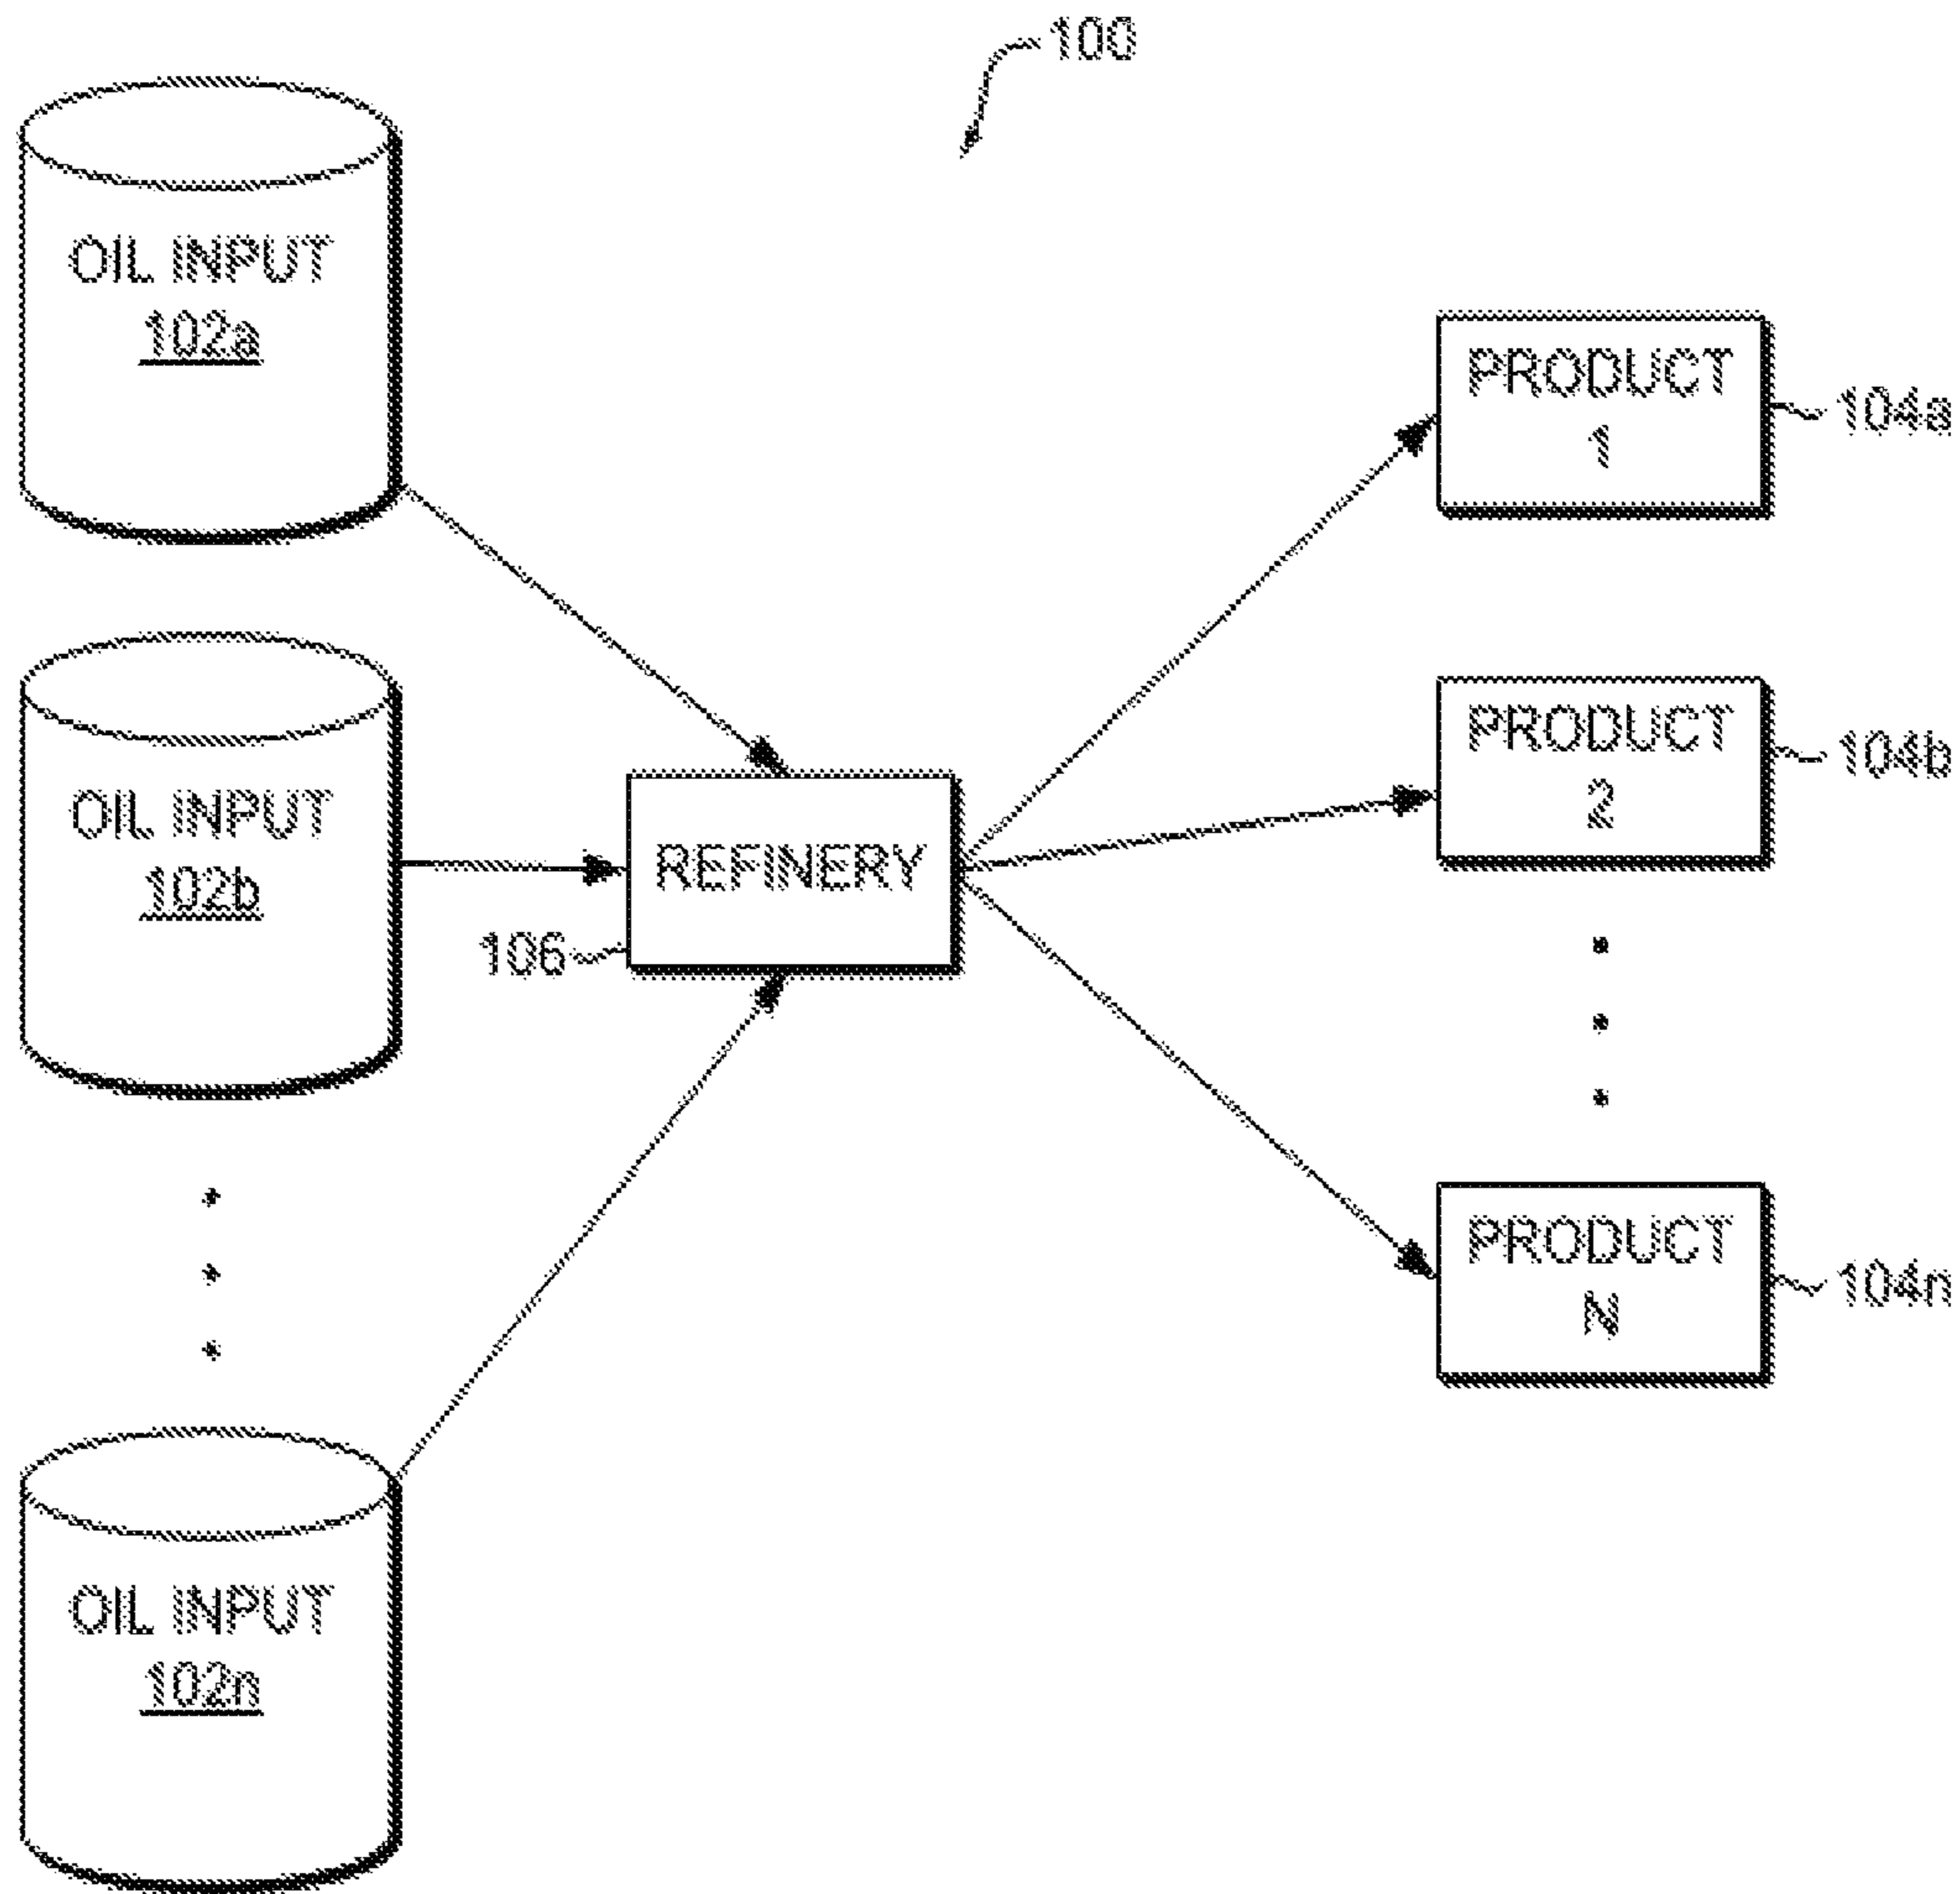 100
OIL INPUT
102a
PRODUCT
1
104a
OIL INPUT
102b
REFINERY
106
PRODUCT
2
104b
PRODUCT
N
104n
OIL INPUT
102n